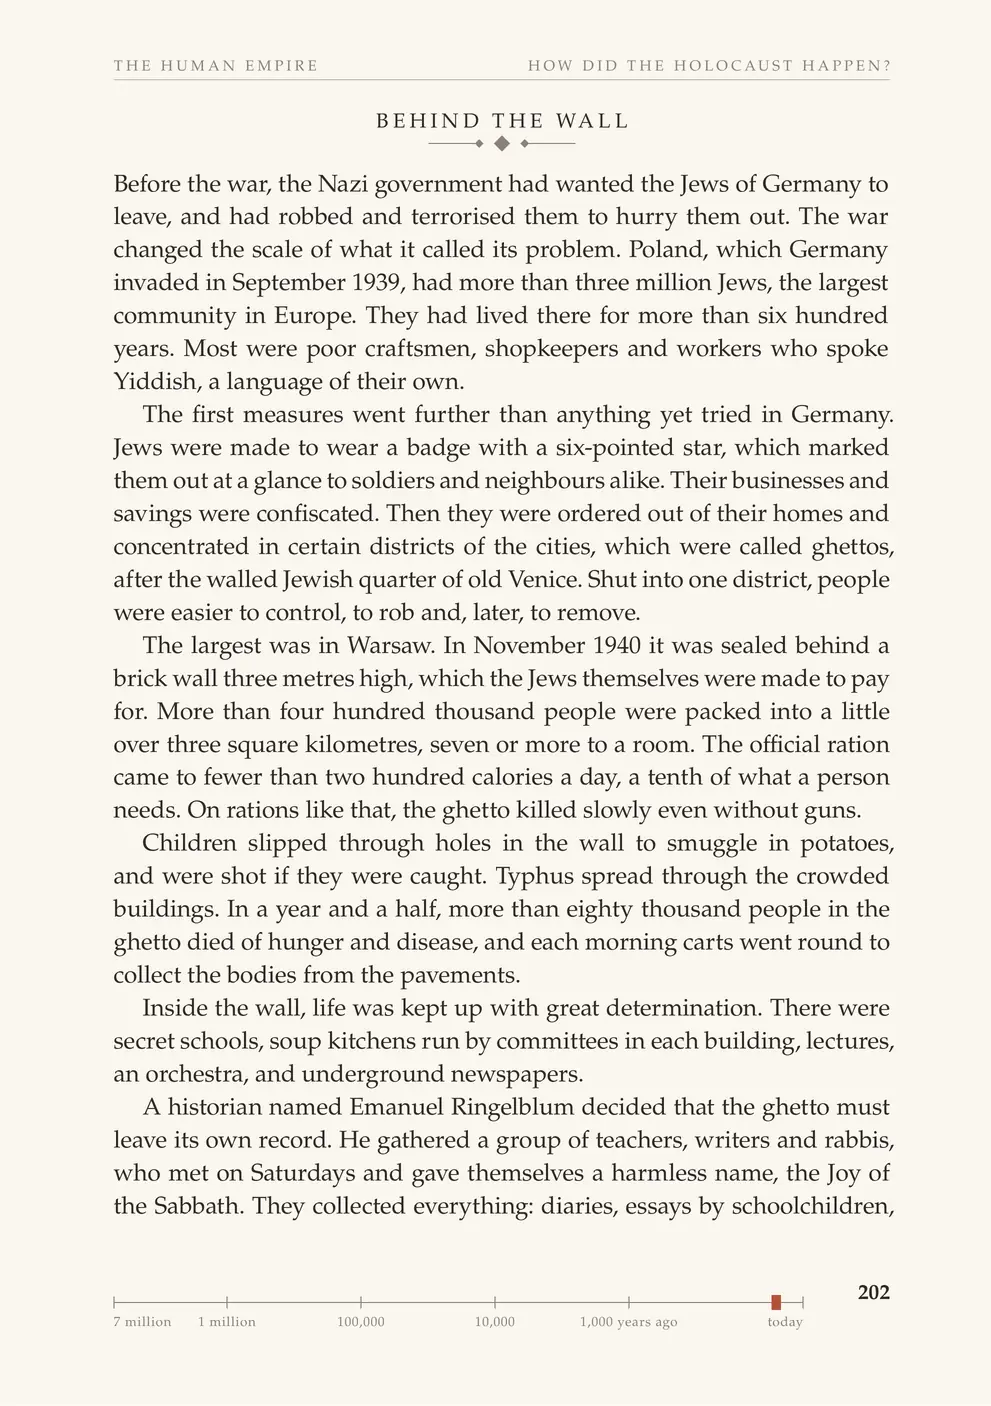 THE HUMAN EMPIRE
HOW DID THE HOLOCAUST HAPPEN?
BEHIND THE WALL
Before the war, the Nazi government had wanted the Jews of Germany to
leave, and had robbed and terrorised them to hurry them out. The war
changed the scale of what it called its problem. Poland, which Germany
invaded in September 1939, had more than three million Jews, the largest
community in Europe. They had lived there for more than six hundred
years. Most were poor craftsmen, shopkeepers and workers who spoke
Yiddish, a language of their own.
The first measures went further than anything yet tried in Germany.
Jews were made to wear a badge with a six-pointed star, which marked
them out at a glance to soldiers and neighbours alike. Their businesses and
savings were confiscated. Then they were ordered out of their homes and
concentrated in certain districts of the cities, which were called ghettos,
after the walled Jewish quarter of old Venice. Shut into one district, people
were easier to control, to rob and, later, to remove.
The largest was in Warsaw. In November 1940 it was sealed behind a
brick wall three metres high, which the Jews themselves were made to pay
for. More than four hundred thousand people were packed into a little
over three square kilometres, seven or more to a room. The official ration
came to fewer than two hundred calories a day, a tenth of what a person
needs. On rations like that, the ghetto killed slowly even without guns.
Children slipped through holes in the wall to smuggle in potatoes,
and were shot if they were caught. Typhus spread through the crowded
buildings. In a year and a half, more than eighty thousand people in the
ghetto died of hunger and disease, and each morning carts went round to
collect the bodies from the pavements.
Inside the wall, life was kept up with great determination. There were
secret schools, soup kitchens run by committees in each building, lectures,
an orchestra, and underground newspapers.
A historian named Emanuel Ringelblum decided that the ghetto must
leave its own record. He gathered a group of teachers, writers and rabbis,
who met on Saturdays and gave themselves a harmless name, the Joy of
the Sabbath. They collected everything: diaries, essays by schoolchildren,
202
7 million 1 million 100,000 10,000 1,000 years ago today